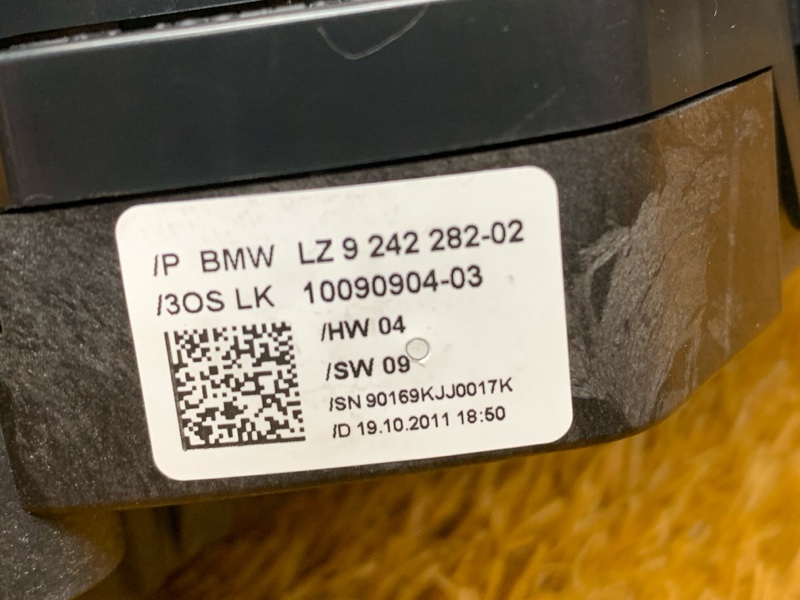 /P BMW LZ 9 242 282-02
/3OS LK 10090904-03
/HW 04
/SW 09
/SN 90169KJJ0017K
/D 19.10.2011 18:50